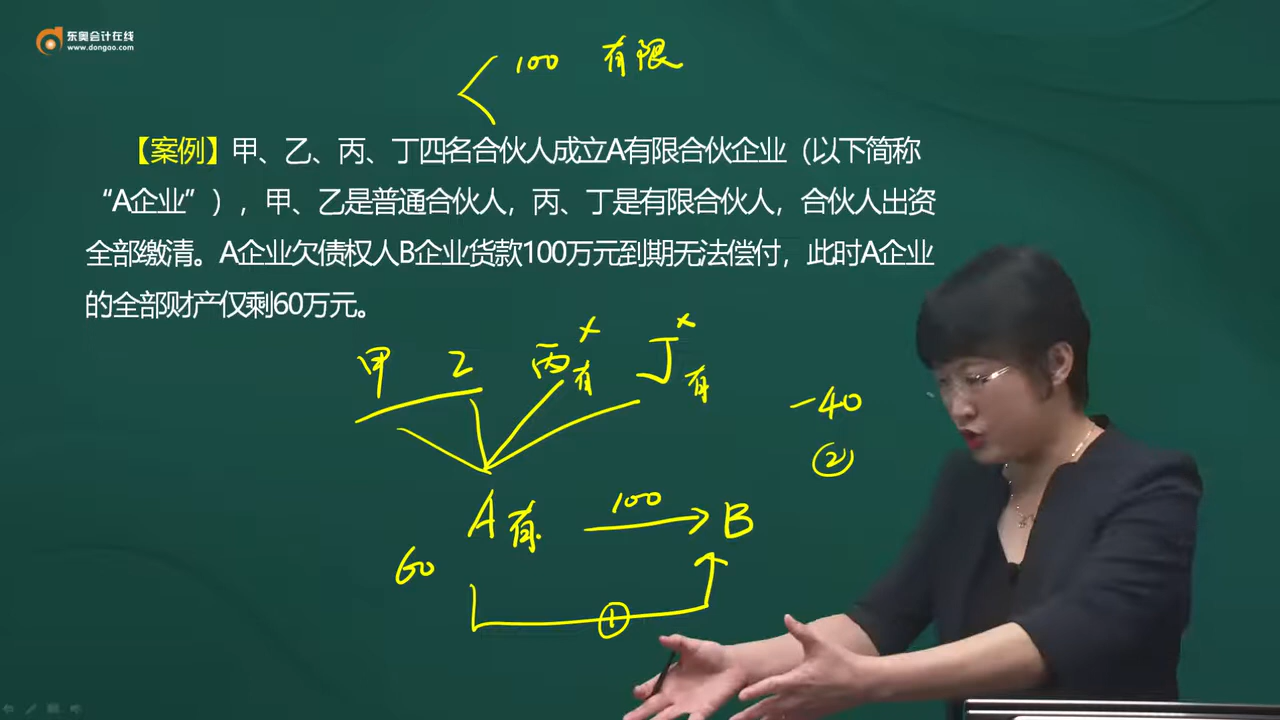 东奥会计在线
www.dongao.com
100 有限
【案例】甲、乙、丙、丁四名合伙人成立A有限合伙企业（以下简称
“A企业”），甲、乙是普通合伙人，丙、丁是有限合伙人，合伙人出资
全部缴清。A企业欠债权人B企业货款100万元到期无法偿付，此时A企业
的全部财产仅剩60万元。
× ×
甲 乙 丙有 丁有
-40
②
100
A有 B
60
①